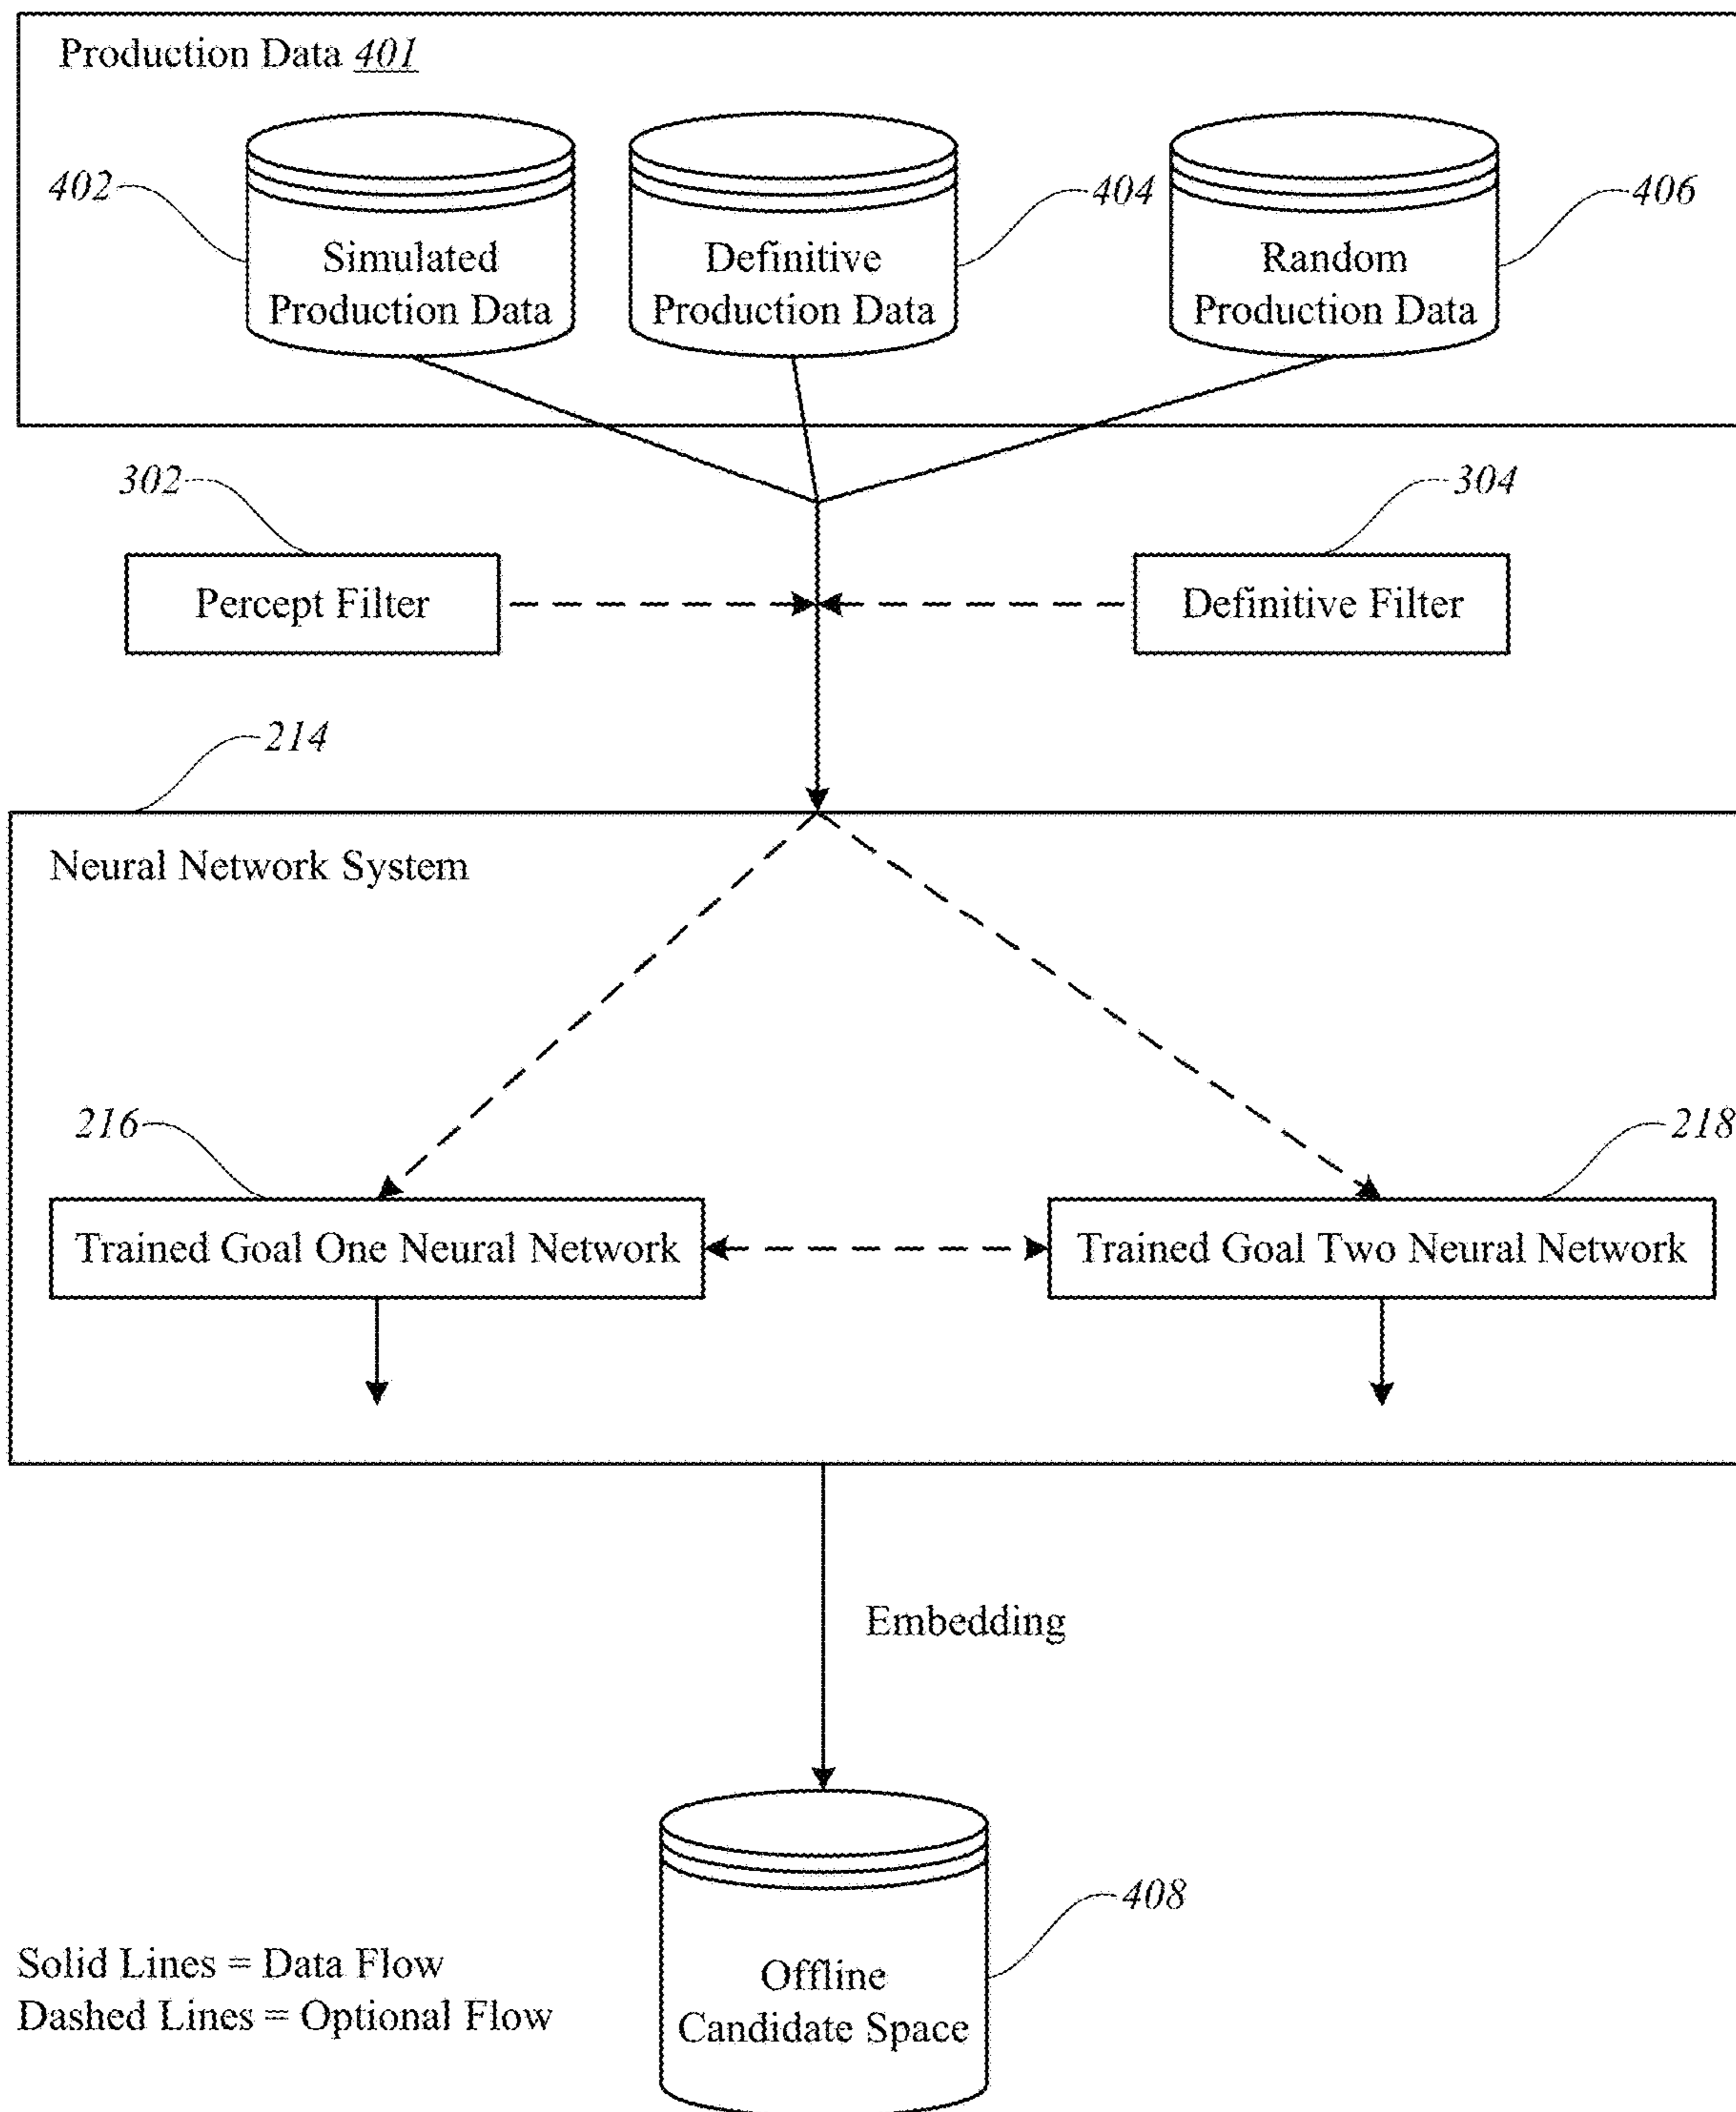 Production Data 401
402
404
406
Simulated
Production Data
Definitive
Production Data
Random
Production Data
302
304
Percept Filter
Definitive Filter
214
Neural Network System
216
218
Trained Goal One Neural Network
Trained Goal Two Neural Network
Embedding
408
Offline
Candidate Space
Solid Lines = Data Flow
Dashed Lines = Optional Flow